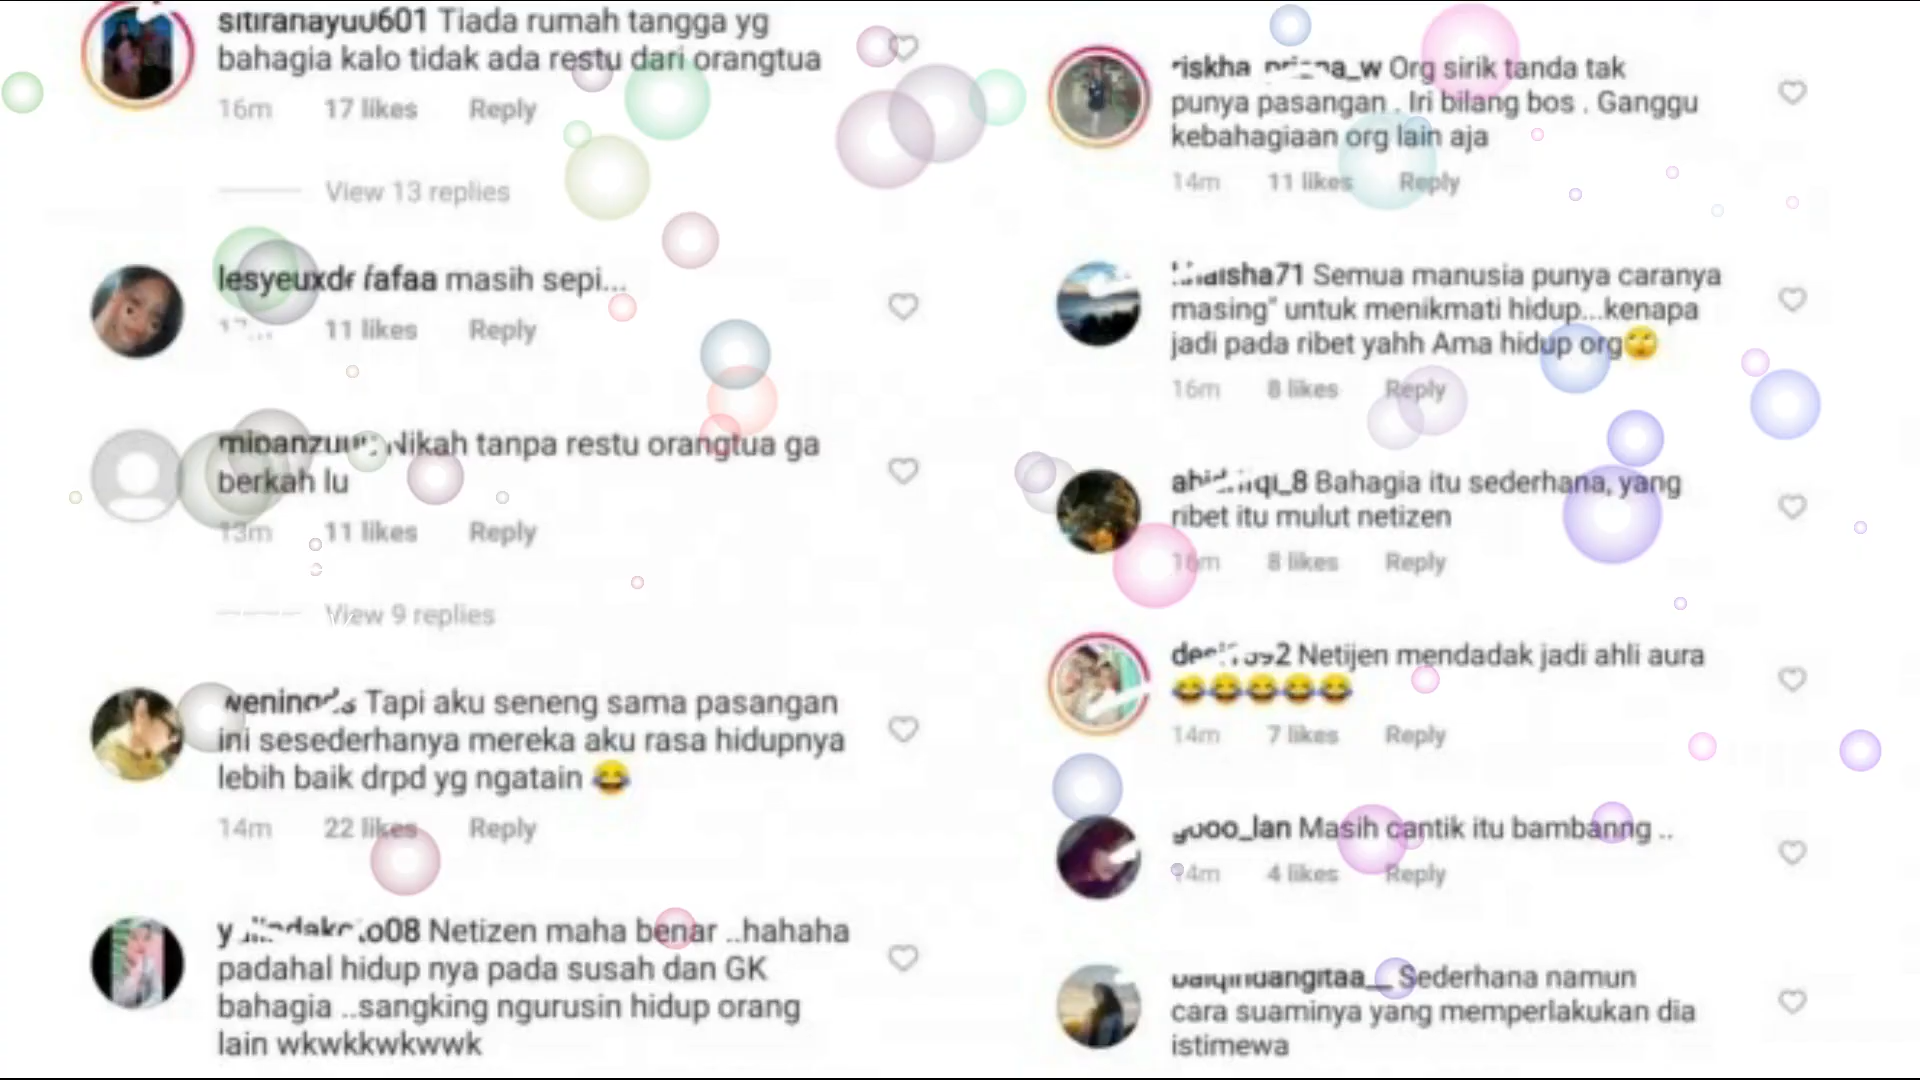 Tiada rumah tangga yg
bahagia kalo tidak ada restu dari orangtua
16m 17 likes Reply
View 13 replies
masih sepi...
11 likes Reply
Nikah tanpa restu orangtua ga
berkah lu
13m 11 likes Reply
View 9 replies
Tapi aku seneng sama pasangan
ini sesederhanya mereka aku rasa hidupnya
lebih baik drpd yg ngatain 😂
14m 22 likes Reply
Netizen maha benar ..hahaha
padahal hidup nya pada susah dan GK
bahagia ..sangking ngurusin hidup orang
lain wkwkkwkwwk
Org sirik tanda tak
punya pasangan . Iri bilang bos . Ganggu
kebahagiaan org lain aja
14m 11 likes Reply
Semua manusia punya caranya
masing" untuk menikmati hidup...kenapa
jadi pada ribet yahh Ama hidup org🙄
16m 8 likes Reply
Bahagia itu sederhana, yang
ribet itu mulut netizen
16m 8 likes Reply
Netijen mendadak jadi ahli aura
😂😂😂😂😂
14m 7 likes Reply
Masih cantik itu bambanng ..
14m 4 likes Reply
Sederhana namun
cara suaminya yang memperlakukan dia
istimewa